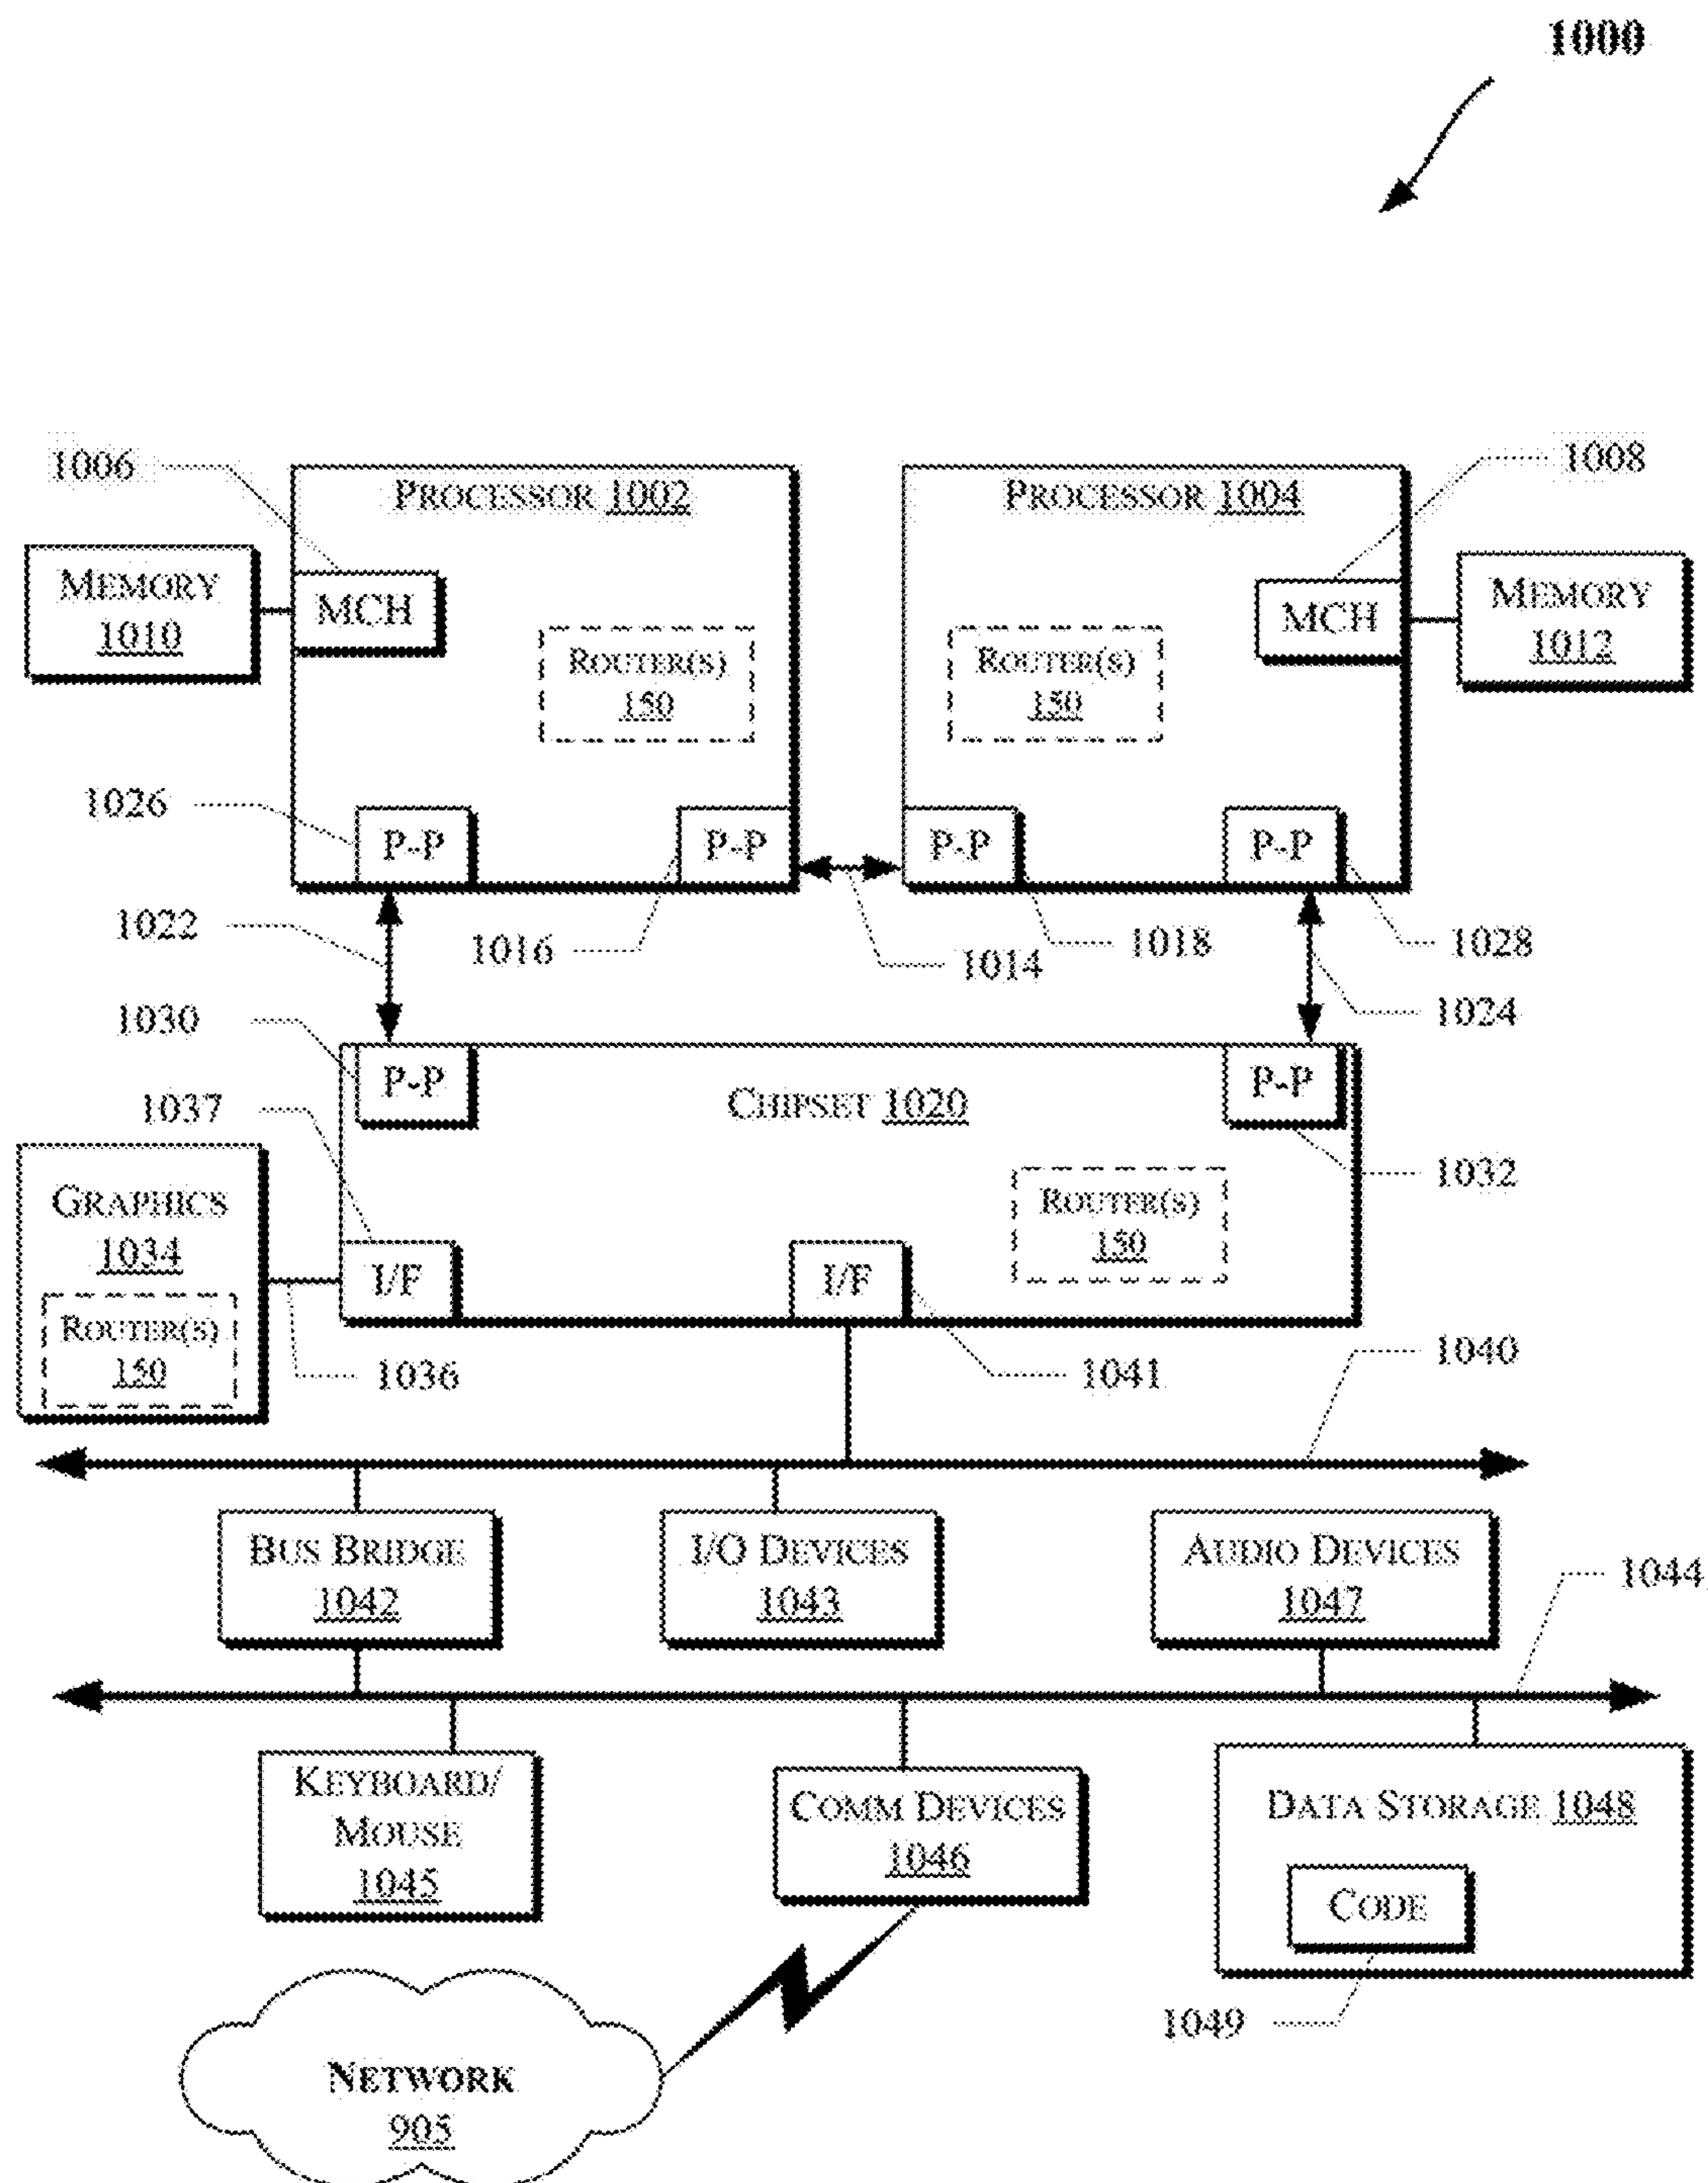 1000
1006
PROCESSOR 1002
PROCESSOR 1004
1008
MEMORY
1010
MCH
ROUTER(S)
150
ROUTER(S)
150
MCH
MEMORY
1012
1026
P-P
P-P
P-P
P-P
1022
1016
1014
1018
1028
1024
1030
P-P
CHIPSET 1020
P-P
1037
1032
GRAPHICS
1034
ROUTER(S)
150
ROUTER(S)
150
I/F
I/F
1036
1041
1040
BUS BRIDGE
1042
I/O DEVICES
1043
AUDIO DEVICES
1047
1044
KEYBOARD/
MOUSE
1045
COMM DEVICES
1046
DATA STORAGE 1048
CODE
1049
NETWORK
905